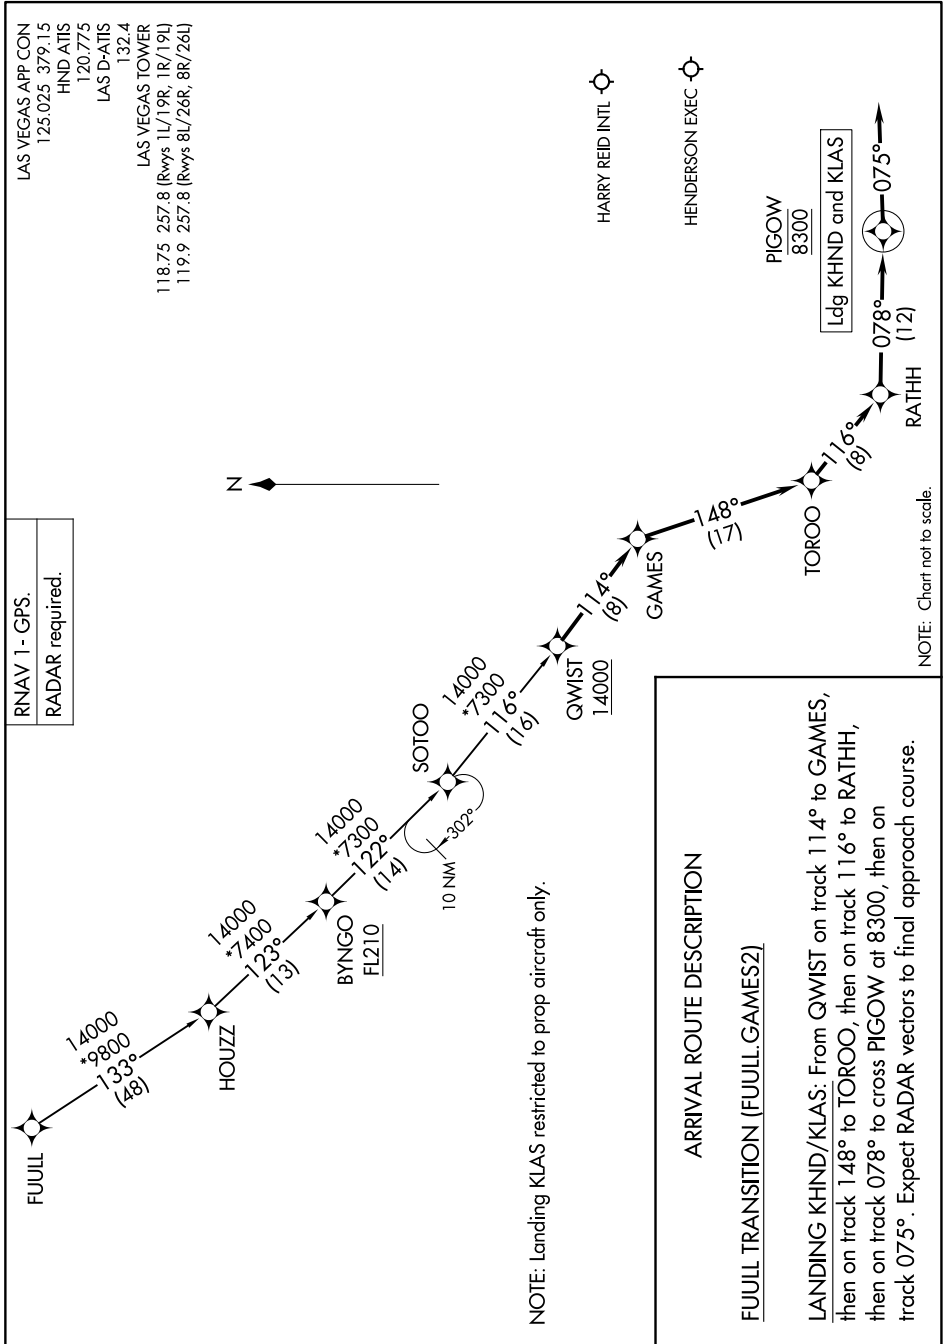 RNAV 1 - GPS.
RADAR required.
LAS VEGAS APP CON
125.025 379.15
HND ATIS
120.775
LAS D-ATIS
132.4
LAS VEGAS TOWER
118.75 257.8 (Rwys 1L/19R, 1R/19L)
119.9 257.8 (Rwys 8L/26R, 8R/26L)
FUULL
14000
*9800
133°
(48)
HOUZZ
14000
*7400
123°
(13)
BYNGO
FL210
14000
*7300
122°
(14)
SOTOO
10 NM
302°
14000
*7300
116°
(16)
QWIST
14000
N
114°
(8)
GAMES
148°
(17)
TOROO
116°
(8)
RATHH
078°
(12)
PIGOW
8300
Ldg KHND and KLAS
075°
HARRY REID INTL
HENDERSON EXEC
NOTE: Landing KLAS restricted to prop aircraft only.
NOTE: Chart not to scale.
ARRIVAL ROUTE DESCRIPTION
FUULL TRANSITION (FUULL.GAMES2)
LANDING KHND/KLAS: From QWIST on track 114° to GAMES,
then on track 148° to TOROO, then on track 116° to RATHH,
then on track 078° to cross PIGOW at 8300, then on
track 075°. Expect RADAR vectors to final approach course.